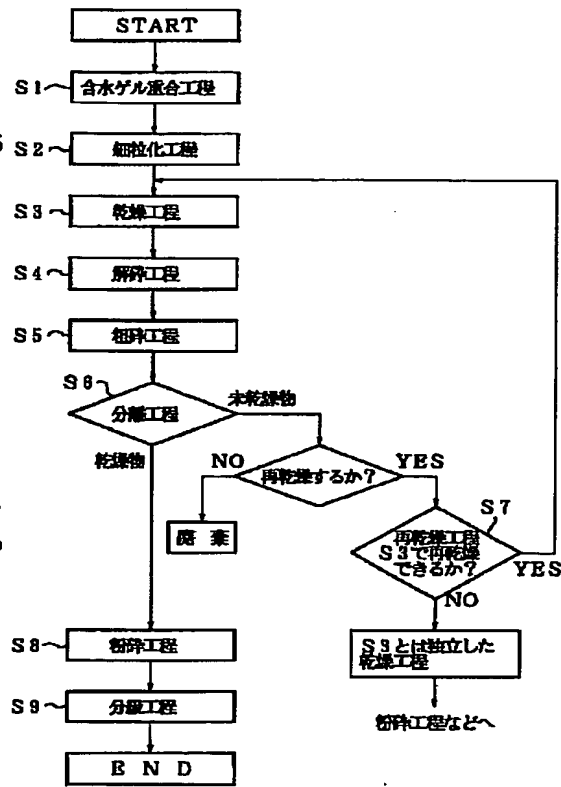 START
S1
含水ゲル重合工程
S2
細粒化工程
S3
乾燥工程
S4
解砕工程
S5
粗砕工程
S6
分離工程
未乾燥物
乾燥物
NO
再乾燥するか？
YES
廃棄
S7
再乾燥工程
S3で再乾燥
できるか？
YES
NO
S3とは独立した
乾燥工程
粉砕工程などへ
S8
粉砕工程
S9
分級工程
END